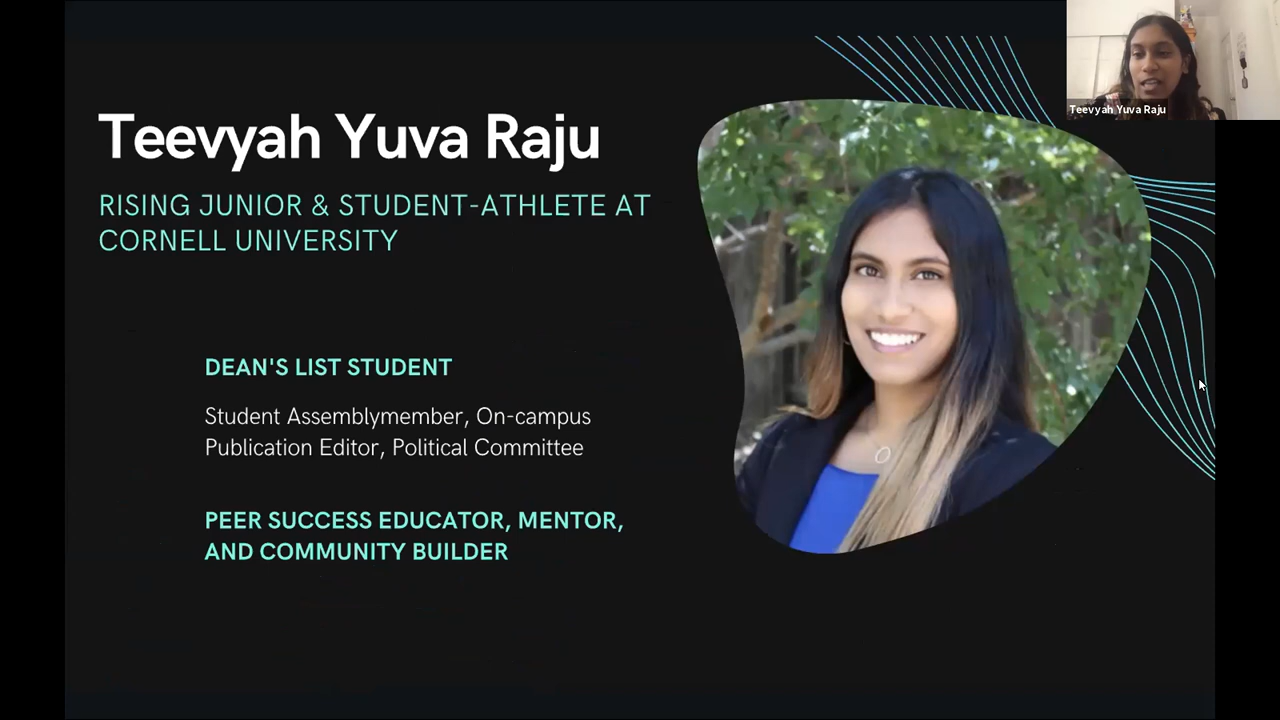 Teevyah Yuva Raju
RISING JUNIOR & STUDENT-ATHLETE AT
CORNELL UNIVERSITY
DEAN'S LIST STUDENT
Student Assemblymember, On-campus
Publication Editor, Political Committee
PEER SUCCESS EDUCATOR, MENTOR,
AND COMMUNITY BUILDER
Teevyah Yuva Raju